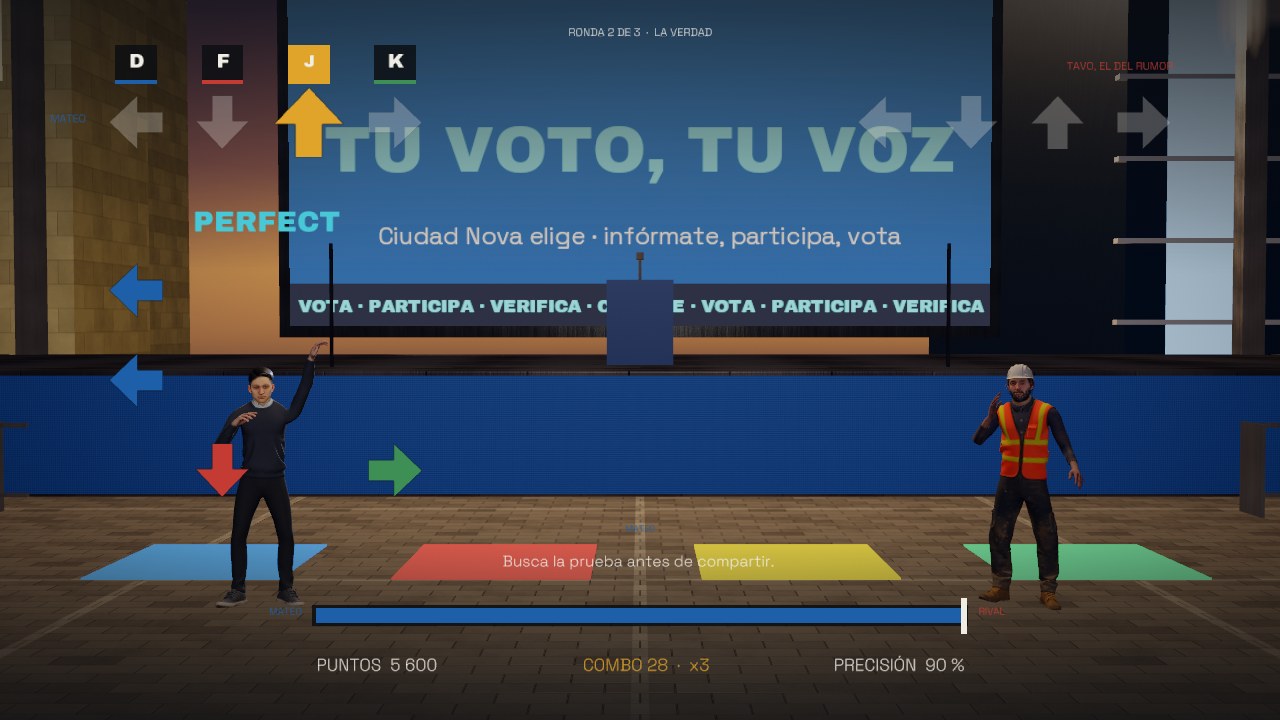 RONDA 2 DE 3 · LA VERDAD
D F J K
TAVO, EL DEL RUMOR
MATEO
TU VOTO, TU VOZ
PERFECT
Ciudad Nova elige · infórmate, participa, vota
VOTA · PARTICIPA · VERIFICA · VOTA · PARTICIPA · VERIFICA
MATEO
Busca la prueba antes de compartir.
MATEO
RIVAL
PUNTOS 5 600
COMBO 28 · x3
PRECISIÓN 90 %